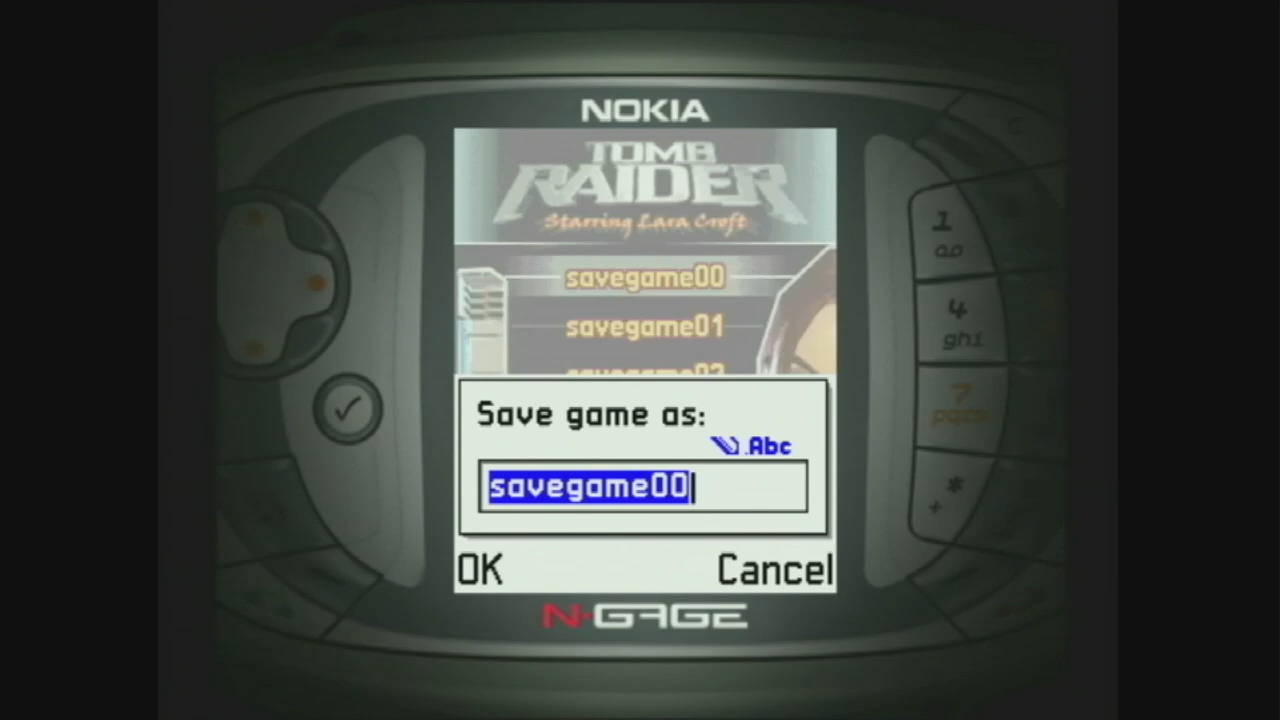 NOKIA
TOMB
RAIDER
Starring Lara Croft
savegame00
savegame01
Save game as:
.Abc
savegame00
OK
Cancel
N-GAGE
1
4
ghi
7
pqrs
*
+